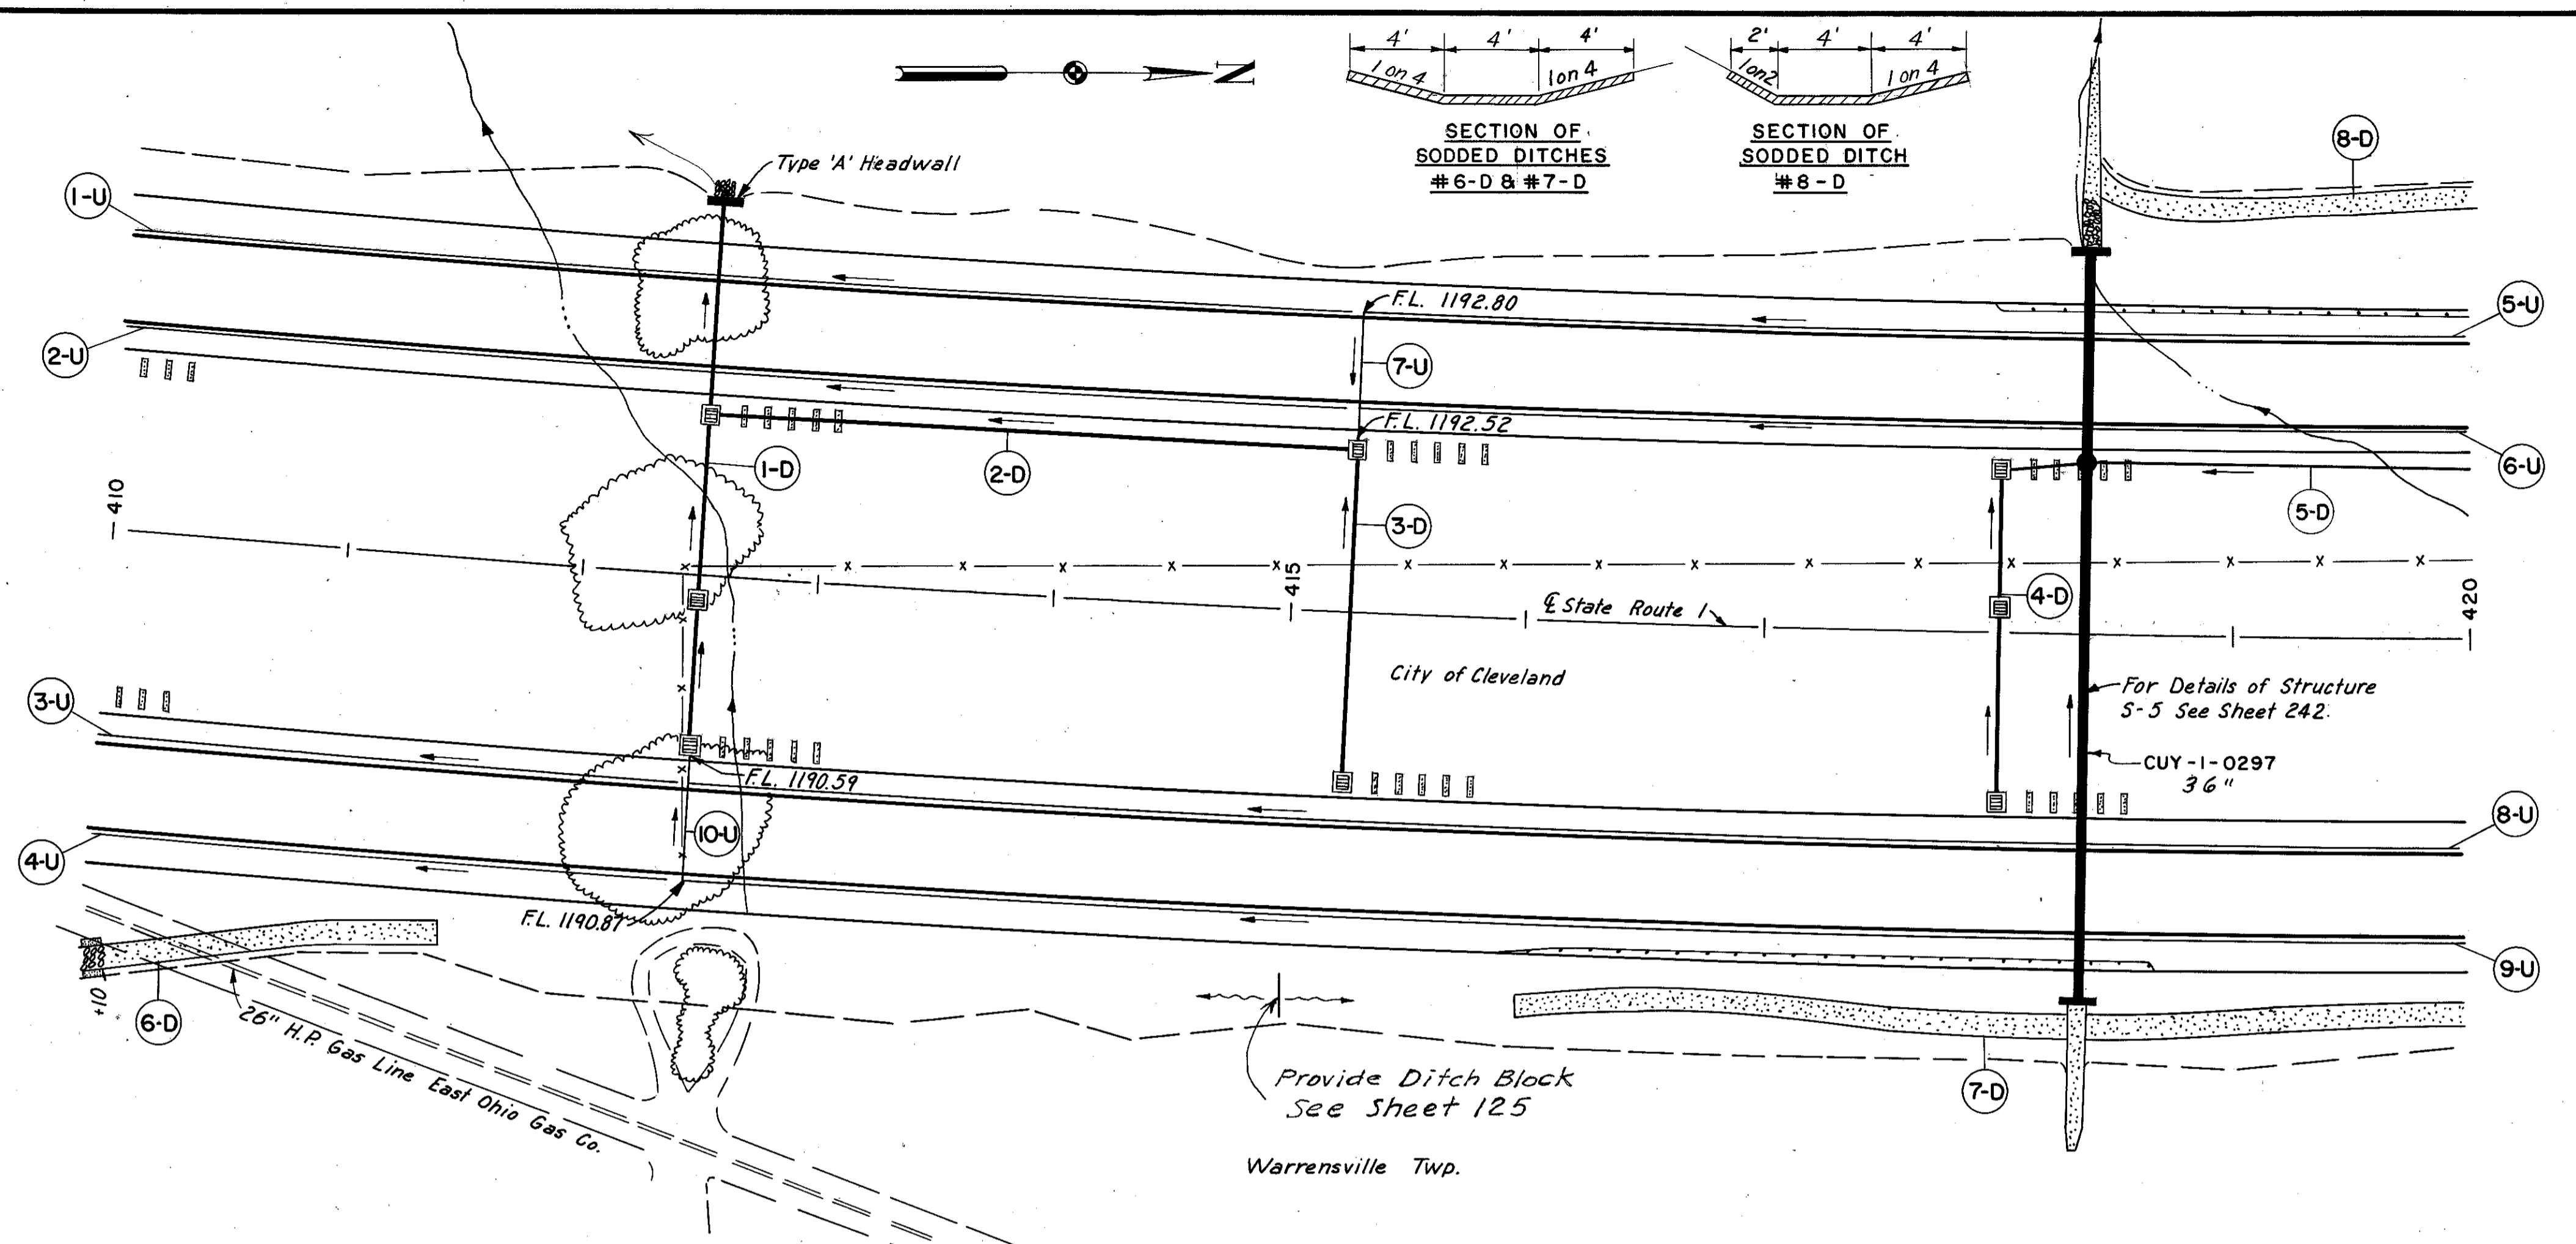 4' 4' 4'
1 on 4 1 on 4
SECTION OF
SODDED DITCHES
#6-D & #7-D
2' 4' 4'
1 on 2 1 on 4
SECTION OF
SODDED DITCH
#8-D
N
8-D
Type 'A' Headwall
1-U
F.L. 1192.80
5-U
2-U
7-U
F.L. 1192.52
6-U
1-D
2-D
3-D
5-D
410
415
420
℄ State Route 1
4-D
City of Cleveland
For Details of Structure
S-5 See Sheet 242.
3-U
CUY-1-0297
36"
F.L. 1190.59
10-U
8-U
4-U
F.L. 1190.87
9-U
+10
6-D
26" H.P. Gas Line East Ohio Gas Co.
Provide Ditch Block
See Sheet 125
7-D
Warrensville Twp.
X X X X X X X X X X X X X X X X
X
X
X
X